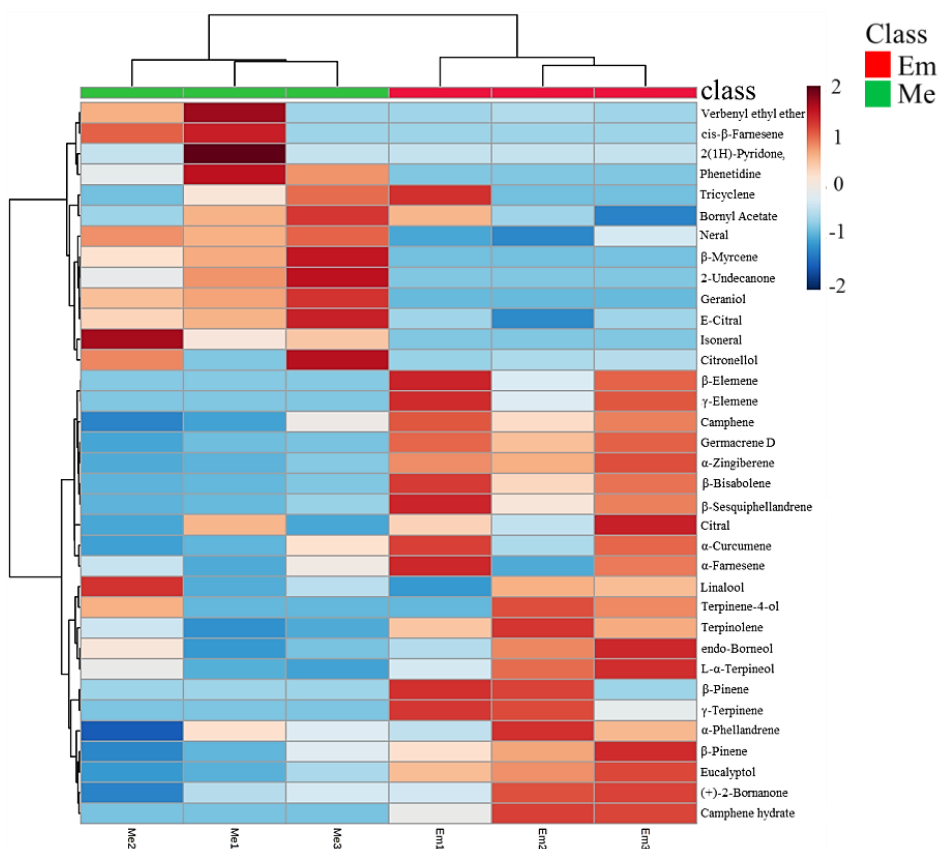 Class
Em
Me
class
2
1
0
-1
-2
Verbenyl ethyl ether
cis-β-Farnesene
2(1H)-Pyridone,
Phenetidine
Tricyclene
Bornyl Acetate
Neral
β-Myrcene
2-Undecanone
Geraniol
E-Citral
Isoneral
Citronellol
β-Elemene
γ-Elemene
Camphene
Germacrene D
α-Zingiberene
β-Bisabolene
β-Sesquiphellandrene
Citral
α-Curcumene
α-Farnesene
Linalool
Terpinene-4-ol
Terpinolene
endo-Borneol
L-α-Terpineol
β-Pinene
γ-Terpinene
α-Phellandrene
β-Pinene
Eucalyptol
(+)-2-Bornanone
Camphene hydrate
Me2
Me1
Me3
Em1
Em2
Em3